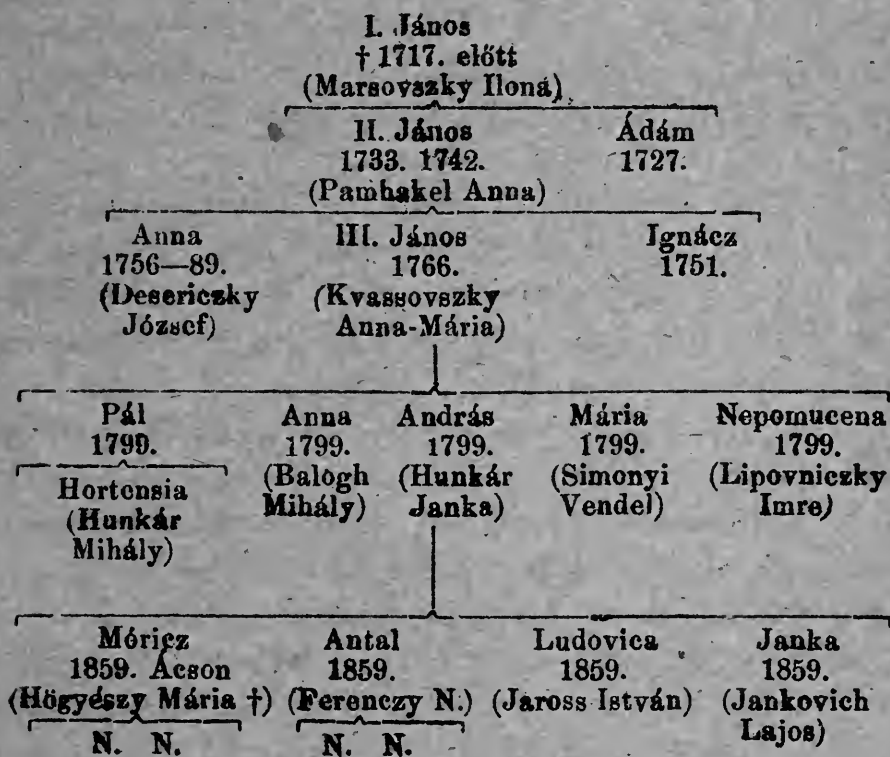 I. János
† 1717. előtt
(Marsovszky Ilona)
II. János Ádám
1733. 1742. 1727.
(Pamhakel Anna)
Anna III. János Ignácz
1756—89. 1766. 1751.
(Desericzky (Kvassovszky
József) Anna-Mária)
Pál Anna András Mária Nepomucena
1799. 1799. 1799. 1799. 1799.
Hortensia (Balogh (Hunkár (Simonyi (Lipovniczky
(Hunkár Mihály) Janka) Vendel) Imre)
Mihály)
Móricz Antal Ludovica Janka
1859. Ácson 1859. 1859. 1859.
(Högyészy Mária †) (Ferenczy N.) (Jaross István) (Jankovich
N. N. N. N. Lajos)